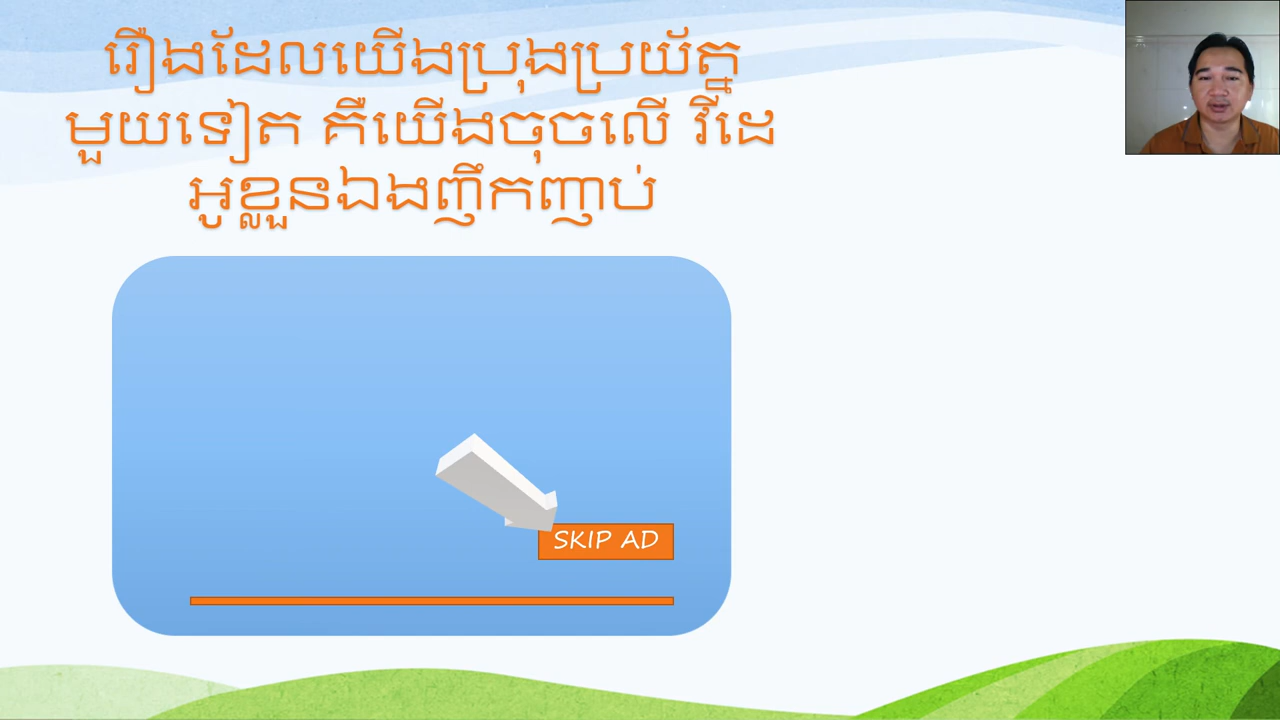 រឿងដែលយើងប្រុងប្រយ័ត្ន
មួយទៀត គឺយើងចុចលើ វីដេ
អូខ្លួនឯងញឹកញាប់
SKIP AD